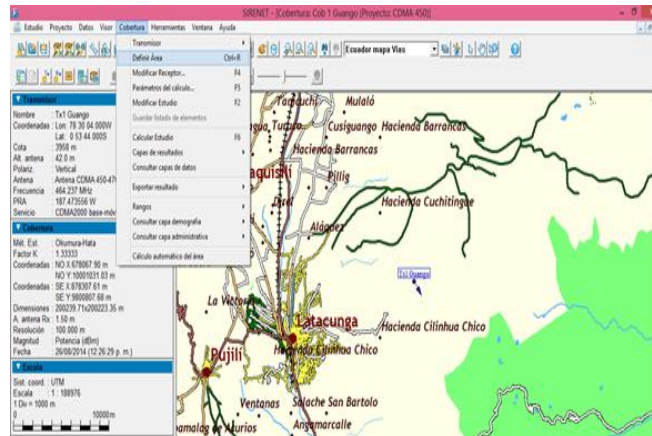 SIRENET - [Cobertura: Cob 1 Guango (Proyecto: CDMA 450)]
Estudio Proyecto Datos Visor Cobertura Herramientas Ventana Ayuda
Ecuador mapa Vias
Transmisor
Definir Área Ctrl+R
Modificar Receptor... F4
Parámetros del cálculo... F5
Modificar Estudio F2
Guardar listado de elementos
Calcular Estudio F6
Capas de resultados
Consultar capas de datos
Exportar resultado
Rangos
Consultar capa demografía
Consultar capa administrativa
Cálculo automático del área
Transmisor
Nombre : Tx1 Guango
Coordenadas : Lon: 78 30 04.000W
Lat: 0 53 44.000S
Cota : 3958 m
Alt. antena : 42.0 m
Polariz. : Vertical
Antena : Antena CDMA 450-47
Frecuencia : 464.237 MHz
PRA : 187.473556 W
Servicio : CDMA2000 base-móv
Cobertura
Mét. Est. : Okumura-Hata
Factor K : 1.33333
Coordenadas : NO X:678067.90 m
NO Y:10001031.03 m
Coordenadas : SE X:878307.61 m
SE Y:9800807.68 m
Dimensiones : 200239.71x200223.35 m
A. antena Rx : 1.50 m
Resolución : 100.000 m
Magnitud : Potencia (dBm)
Fecha : 26/08/2014 (12:26:29 p. m.)
Escala
Sist. coord. : UTM
Escala : 1 : 188976
1 Div = 1000 m
0 10000m
Mulaló
Cusiguango
Hacienda Barrancas
Hacienda Barrancas
Pillig
Hacienda Cuchitingue
Tx1 Guango
La Victoria
Latacunga
Hacienda Cilinhua Chico
Hacienda Cilinhua Chico
Pujilí
Ventanas
Salache San Bartolo
Angamarcalle